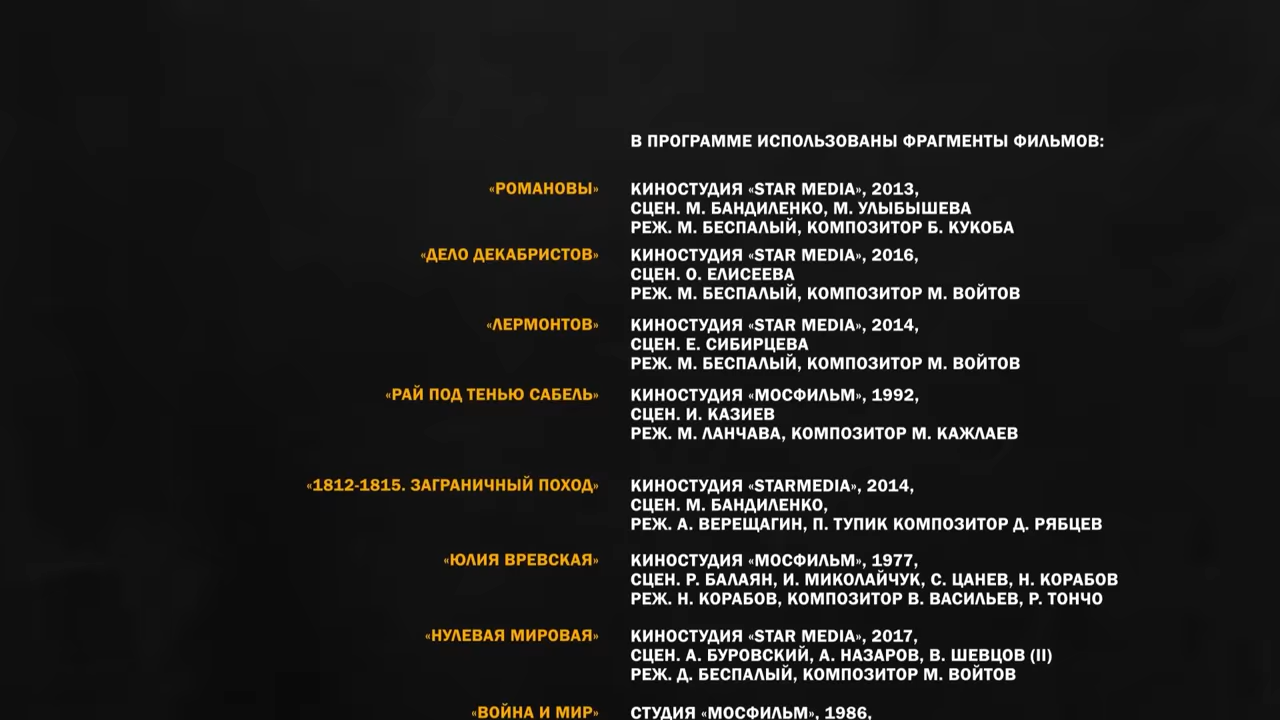 В ПРОГРАММЕ ИСПОЛЬЗОВАНЫ ФРАГМЕНТЫ ФИЛЬМОВ:
«РОМАНОВЫ» КИНОСТУДИЯ «STAR MEDIA», 2013,
СЦЕН. М. БАНДИЛЕНКО, М. УЛЫБЫШЕВА
РЕЖ. М. БЕСПАЛЫЙ, КОМПОЗИТОР Б. КУКОБА
«ДЕЛО ДЕКАБРИСТОВ» КИНОСТУДИЯ «STAR MEDIA», 2016,
СЦЕН. О. ЕЛИСЕЕВА
РЕЖ. М. БЕСПАЛЫЙ, КОМПОЗИТОР М. ВОЙТОВ
«ЛЕРМОНТОВ» КИНОСТУДИЯ «STAR MEDIA», 2014,
СЦЕН. Е. СИБИРЦЕВА
РЕЖ. М. БЕСПАЛЫЙ, КОМПОЗИТОР М. ВОЙТОВ
«РАЙ ПОД ТЕНЬЮ САБЕЛЬ» КИНОСТУДИЯ «МОСФИЛЬМ», 1992,
СЦЕН. И. КАЗИЕВ
РЕЖ. М. ЛАНЧАВА, КОМПОЗИТОР М. КАЖЛАЕВ
«1812-1815. ЗАГРАНИЧНЫЙ ПОХОД» КИНОСТУДИЯ «STARMEDIA», 2014,
СЦЕН. М. БАНДИЛЕНКО,
РЕЖ. А. ВЕРЕЩАГИН, П. ТУПИК КОМПОЗИТОР Д. РЯБЦЕВ
«ЮЛИЯ ВРЕВСКАЯ» КИНОСТУДИЯ «МОСФИЛЬМ», 1977,
СЦЕН. Р. БАЛАЯН, И. МИКОЛАЙЧУК, С. ЦАНЕВ, Н. КОРАБОВ
РЕЖ. Н. КОРАБОВ, КОМПОЗИТОР В. ВАСИЛЬЕВ, Р. ТОНЧО
«НУЛЕВАЯ МИРОВАЯ» КИНОСТУДИЯ «STAR MEDIA», 2017,
СЦЕН. А. БУРОВСКИЙ, А. НАЗАРОВ, В. ШЕВЦОВ (II)
РЕЖ. Д. БЕСПАЛЫЙ, КОМПОЗИТОР М. ВОЙТОВ
«ВОЙНА И МИР» СТУДИЯ «МОСФИЛЬМ», 1986,